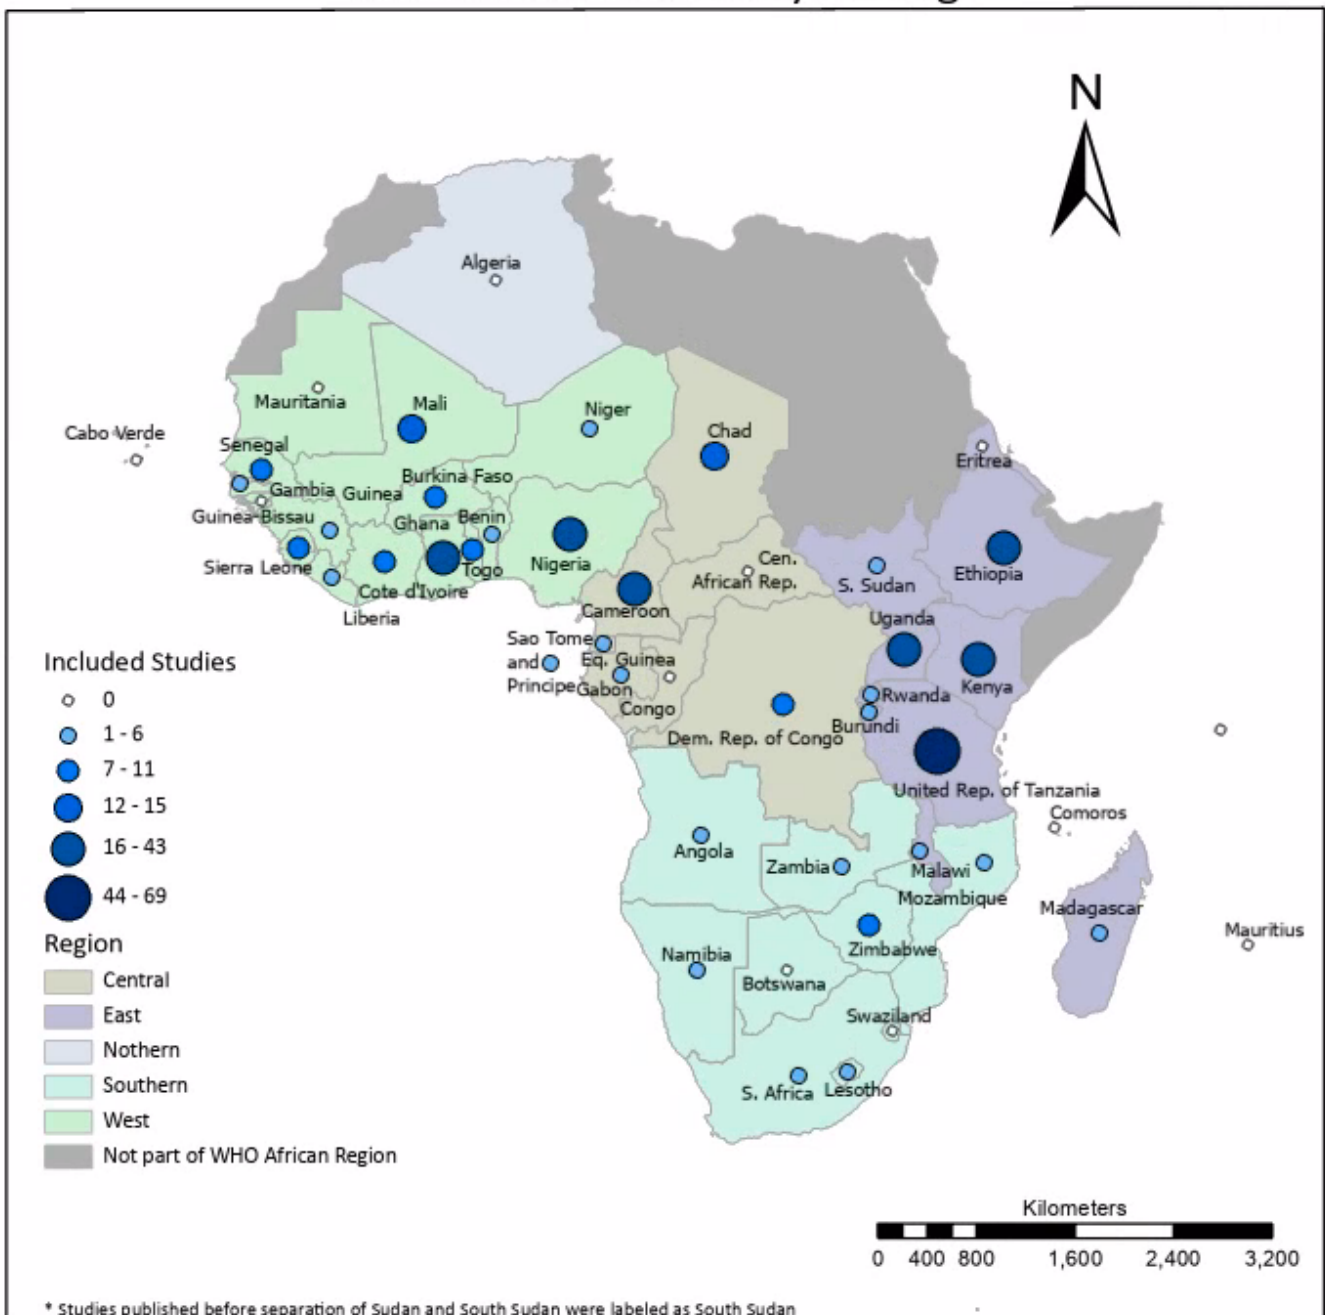 N
Algeria
Mauritania
Mali
Niger
Chad
Cabo Verde
Senegal
Eritrea
Gambia
Guinea
Burkina Faso
Guinea-Bissau
Ghana
Benin
Sierra Leone
Togo
Nigeria
Cen.
African Rep.
S. Sudan
Ethiopia
Cote d'Ivoire
Liberia
Cameroon
Uganda
Sao Tome
and
Principe
Eq. Guinea
Gabon
Congo
Kenya
Rwanda
Burundi
Dem. Rep. of Congo
United Rep. of Tanzania
Comoros
Angola
Zambia
Malawi
Mozambique
Madagascar
Mauritius
Zimbabwe
Namibia
Botswana
Swaziland
S. Africa
Lesotho
Included Studies
0
1 - 6
7 - 11
12 - 15
16 - 43
44 - 69
Region
Central
East
Nothern
Southern
West
Not part of WHO African Region
Kilometers
0 400 800 1,600 2,400 3,200
* Studies published before separation of Sudan and South Sudan were labeled as South Sudan